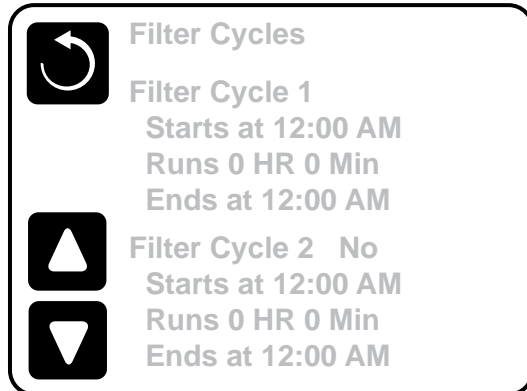 Filter Cycles
Filter Cycle 1
Starts at 12:00 AM
Runs 0 HR 0 Min
Ends at 12:00 AM
Filter Cycle 2 No
Starts at 12:00 AM
Runs 0 HR 0 Min
Ends at 12:00 AM